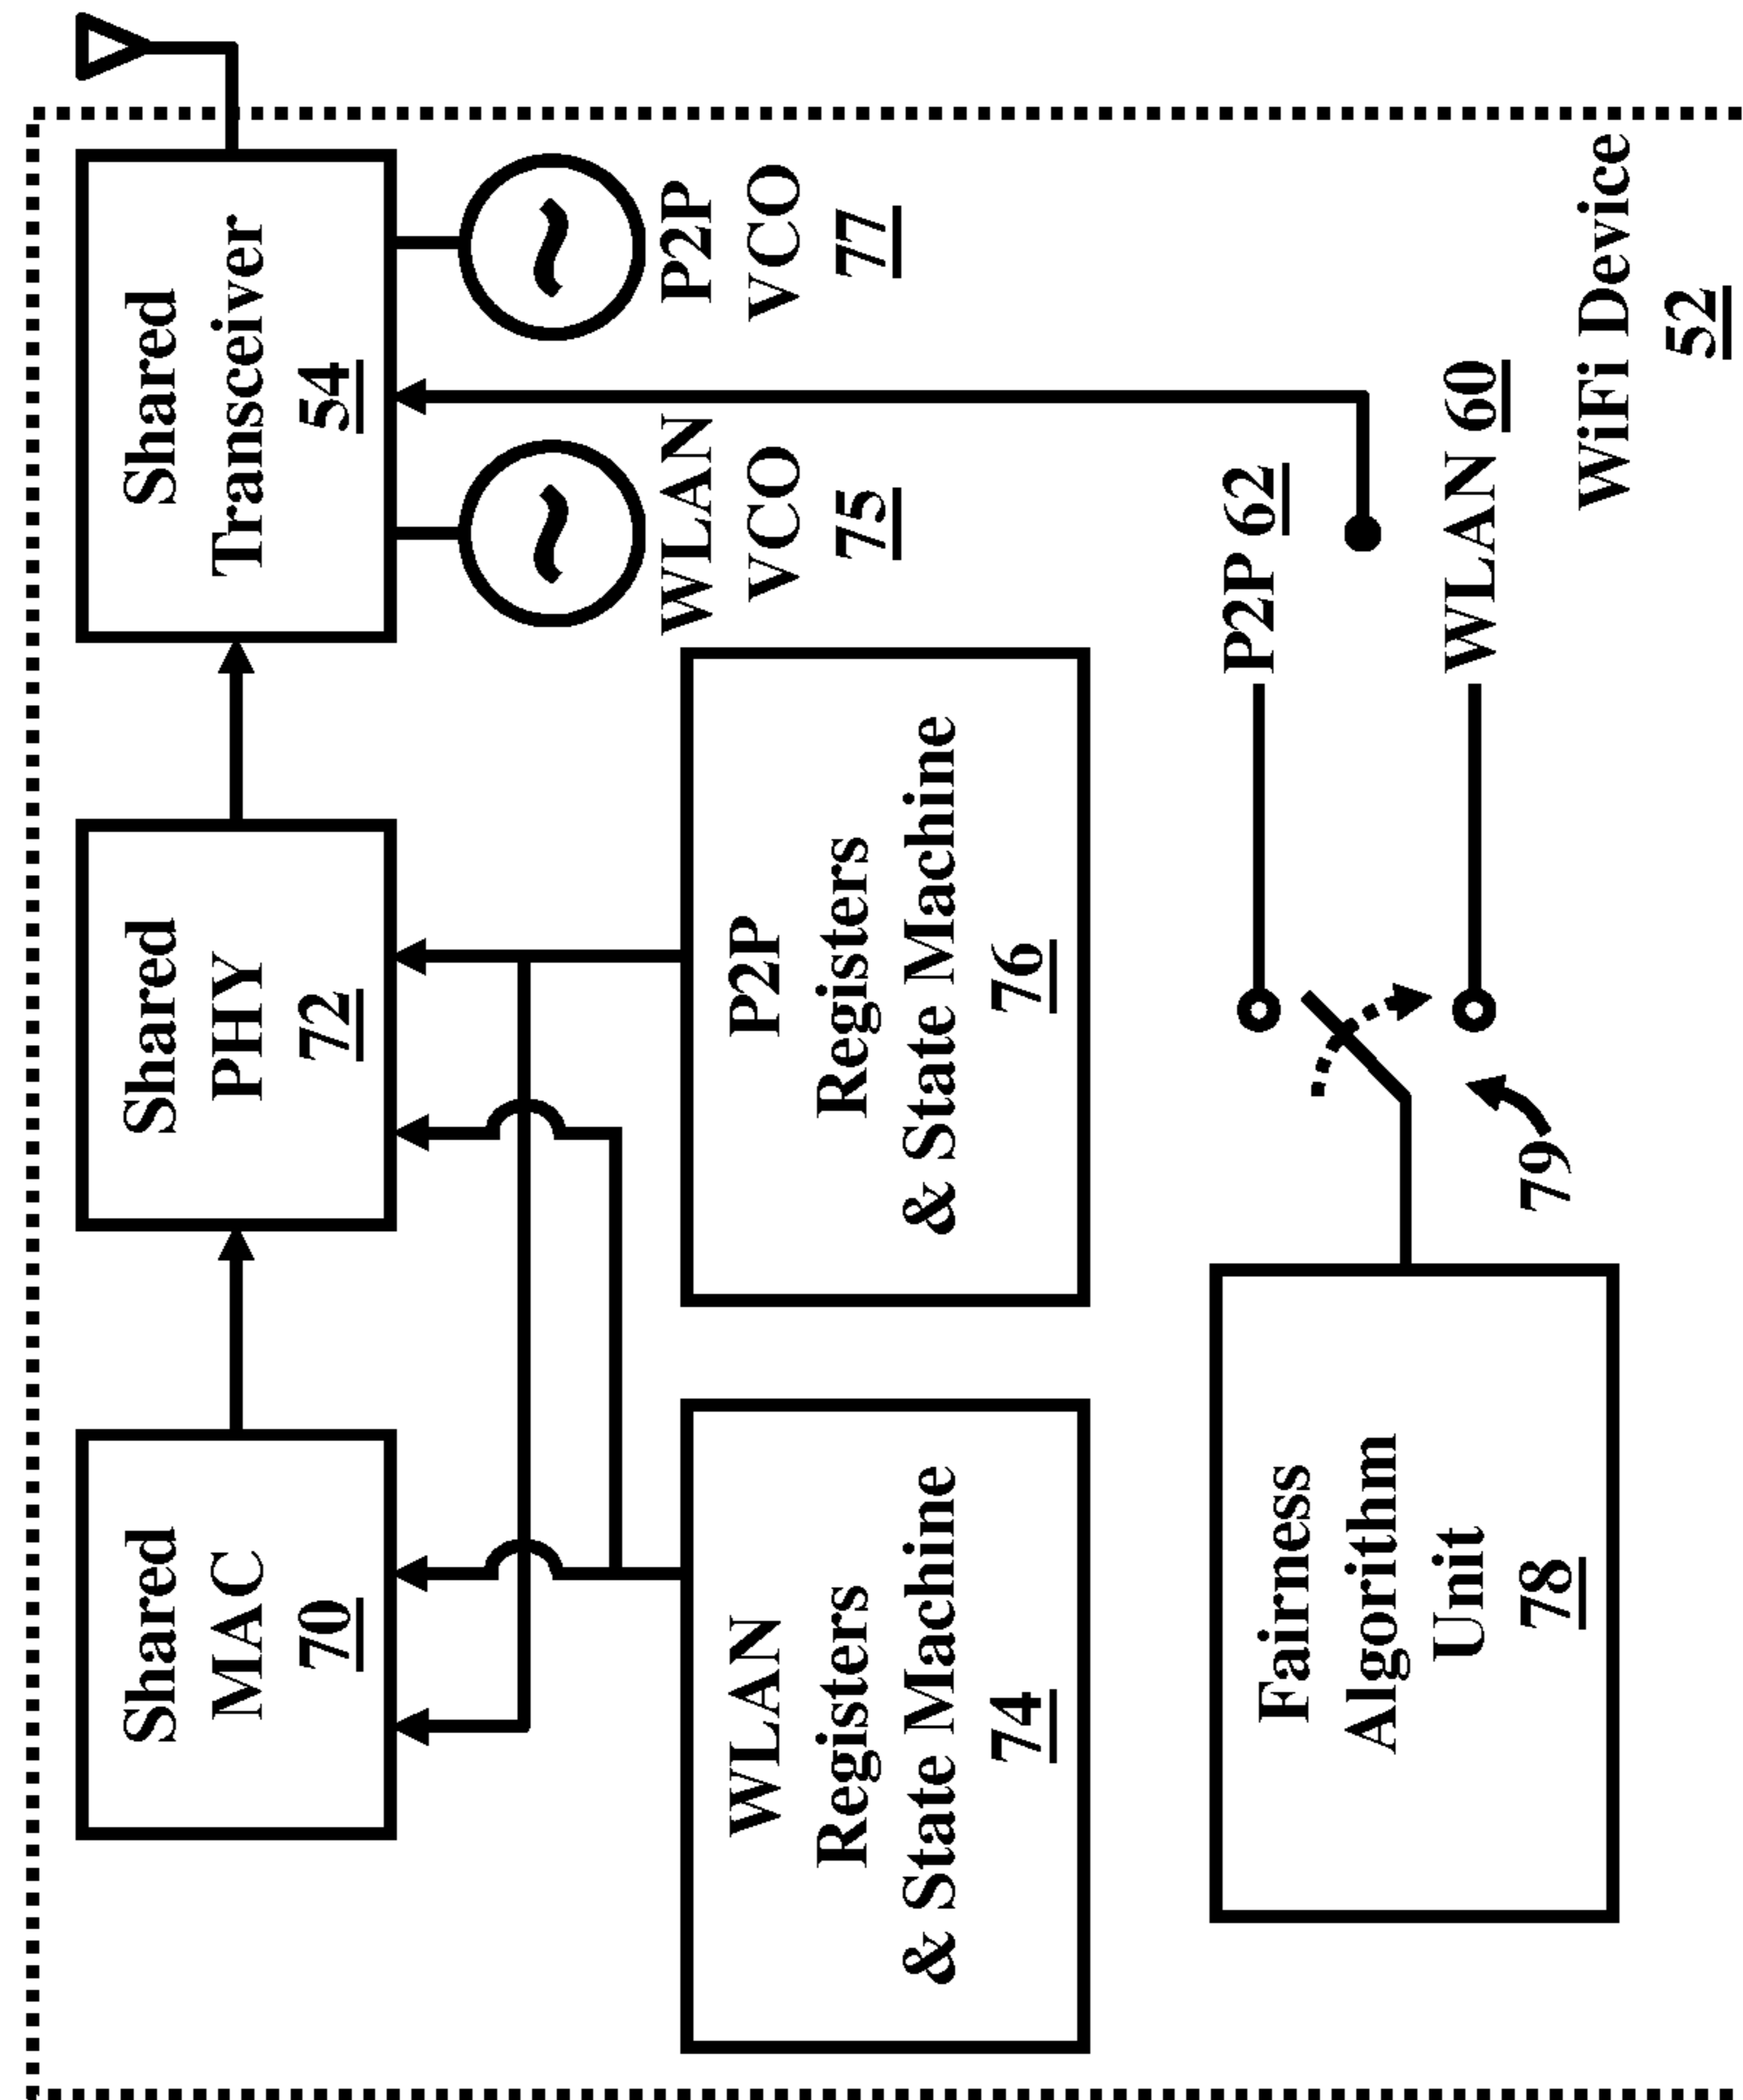 Shared
MAC
70
Shared
PHY
72
Shared
Transceiver
54
WLAN
Registers
& State Machine
74
P2P
Registers
& State Machine
76
WLAN
VCO
75
P2P
VCO
77
Fairness
Algorithm
Unit
78
79
P2P 62
WLAN 60
WiFi Device
52